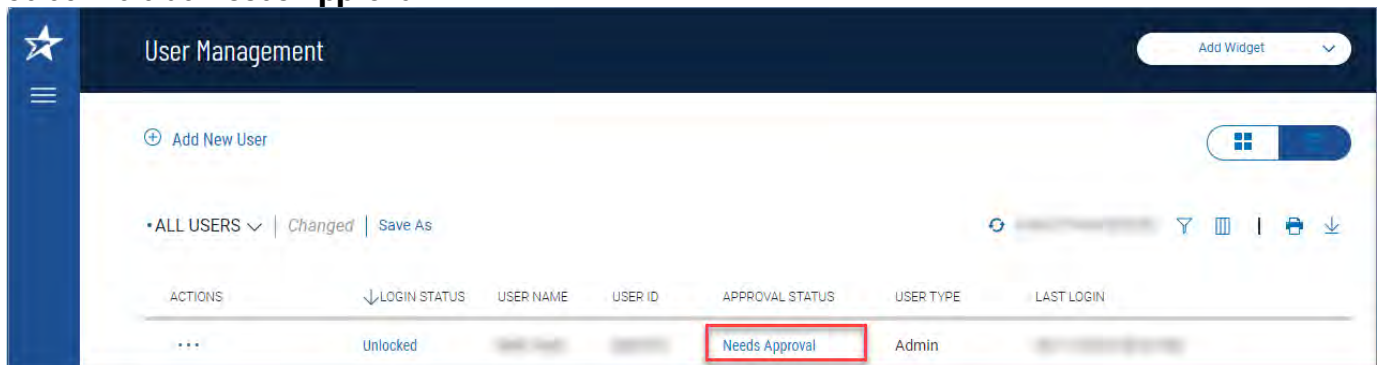 User Management
Add Widget
Add New User
ALL USERS | Changed | Save As
ACTIONS LOGIN STATUS USER NAME USER ID APPROVAL STATUS USER TYPE LAST LOGIN
... Unlocked Needs Approval Admin